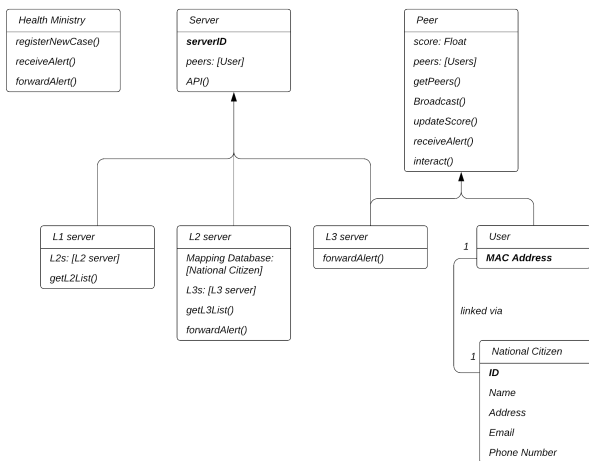 Health Ministry
registerNewCase()
receiveAlert()
forwardAlert()
Server
serverID
peers: [User]
API()
Peer
score: Float
peers: [Users]
getPeers()
Broadcast()
updateScore()
receiveAlert()
interact()
L1 server
L2s: [L2 server]
getL2List()
L2 server
Mapping Database:
[National Citizen]
L3s: [L3 server]
getL3List()
forwardAlert()
L3 server
forwardAlert()
User
MAC Address
1
linked via
1
National Citizen
ID
Name
Address
Email
Phone Number